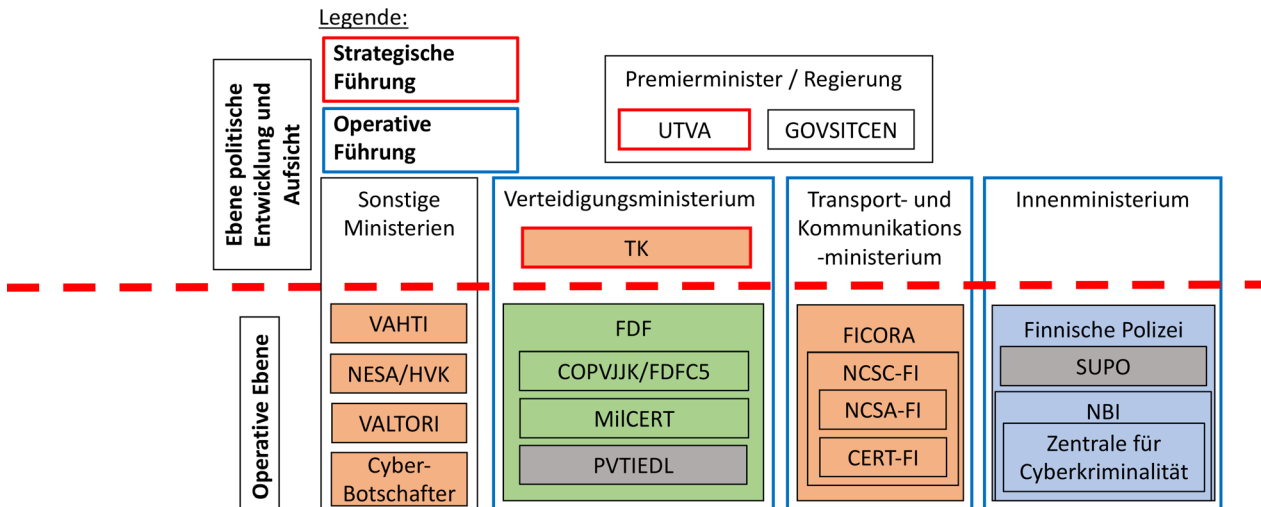 Legende:
Strategische
Führung
Operative
Führung
Ebene politische
Entwicklung und
Aufsicht
Premierminister / Regierung
UTVA
GOVSITCEN
Sonstige
Ministerien
Verteidigungsministerium
TK
Transport- und
Kommunikations
-ministerium
Innenministerium
Operative Ebene
VAHTI
NESA/HVK
VALTORI
Cyber-
Botschafter
FDF
COPVJJK/FDFC5
MilCERT
PVTIEDL
FICORA
NCSC-FI
NCSA-FI
CERT-FI
Finnische Polizei
SUPO
NBI
Zentrale für
Cyberkriminalität